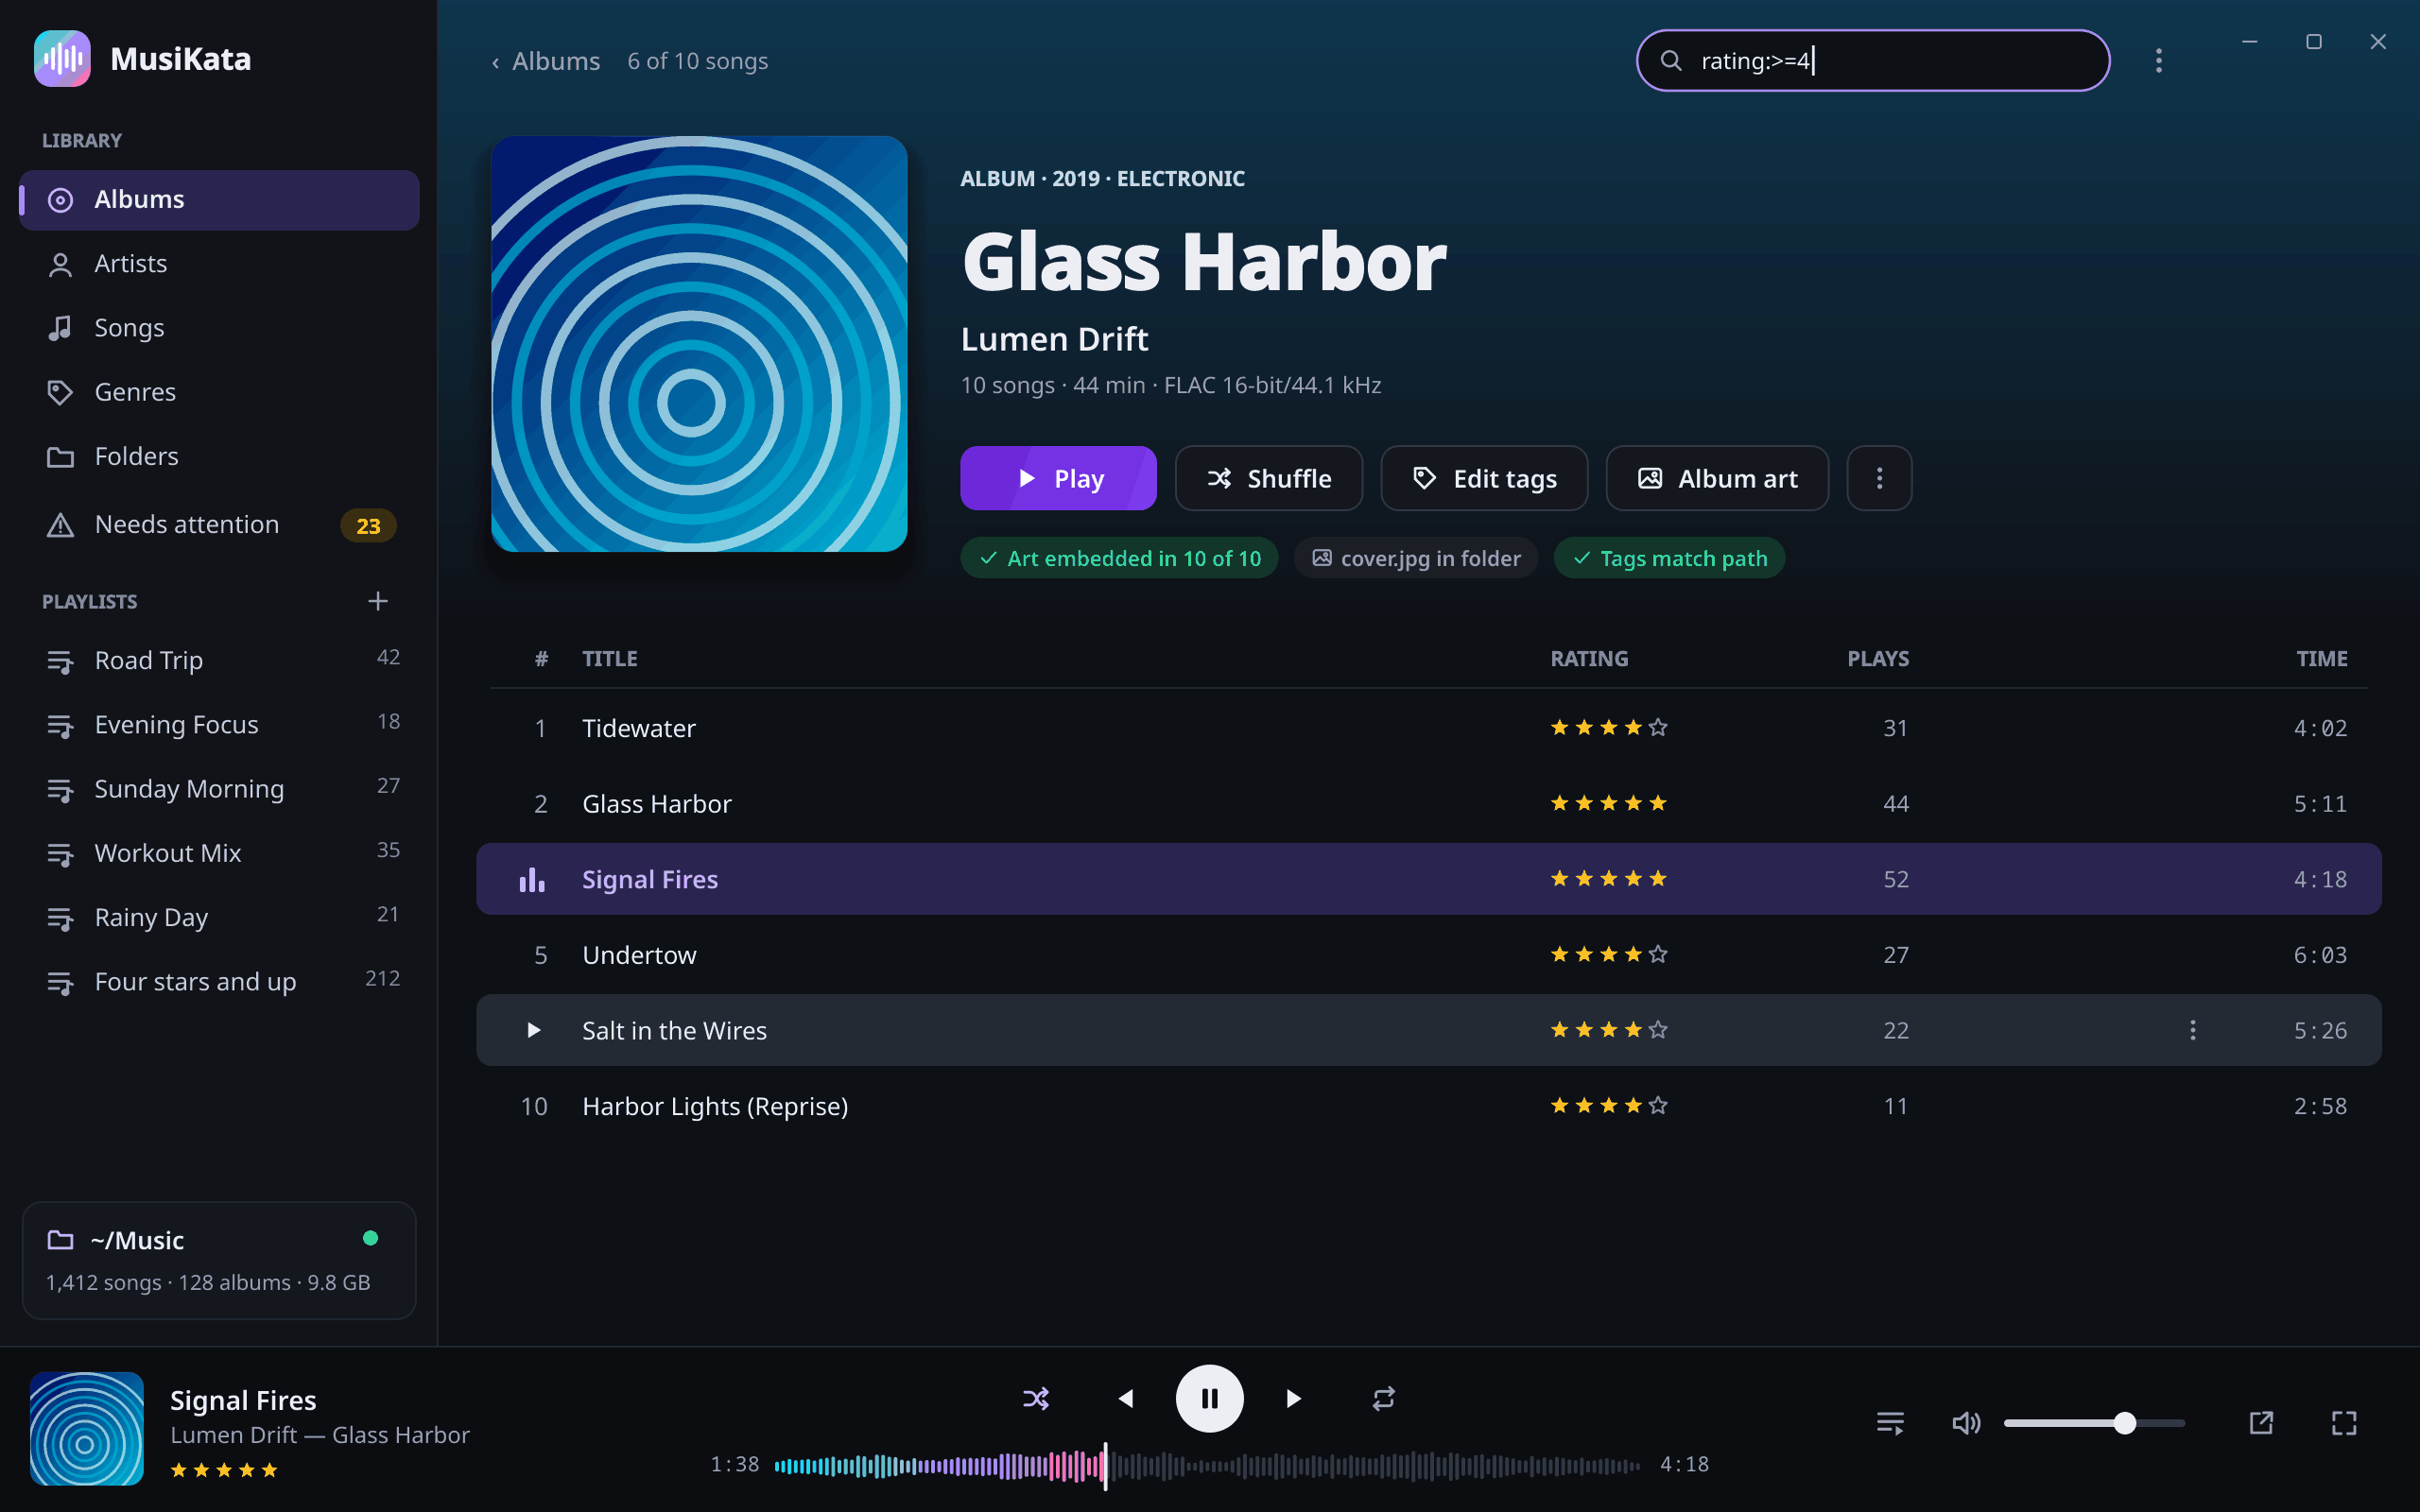 MusiKata
LIBRARY
Albums
Artists
Songs
Genres
Folders
Needs attention 23
PLAYLISTS
Road Trip 42
Evening Focus 18
Sunday Morning 27
Workout Mix 35
Rainy Day 21
Four stars and up 212
~/Music
1,412 songs · 128 albums · 9.8 GB
‹ Albums 6 of 10 songs
rating:>=4
ALBUM · 2019 · ELECTRONIC
Glass Harbor
Lumen Drift
10 songs · 44 min · FLAC 16-bit/44.1 kHz
Play Shuffle Edit tags Album art
Art embedded in 10 of 10 cover.jpg in folder Tags match path
# TITLE RATING PLAYS TIME
1 Tidewater 31 4:02
2 Glass Harbor 44 5:11
Signal Fires 52 4:18
5 Undertow 27 6:03
Salt in the Wires 22 5:26
10 Harbor Lights (Reprise) 11 2:58
Signal Fires
Lumen Drift — Glass Harbor
1:38 4:18